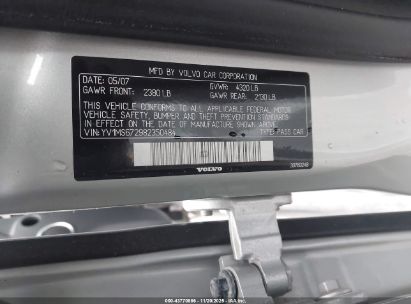 MFD BY VOLVO CAR CORPORATION
DATE: 05/07 GVWR: 4320 LB
GAWR FRONT: 2380 LB GAWR REAR: 2130 LB
THIS VEHICLE CONFORMS TO ALL APPLICABLE FEDERAL MOTOR
VEHICLE SAFETY, BUMPER AND THEFT PREVENTION STANDARDS
IN EFFECT ON THE DATE OF MANUFACTURE SHOWN ABOVE
VIN: YV1MS672982350484 TYPE: PASS CAR
VOLVO